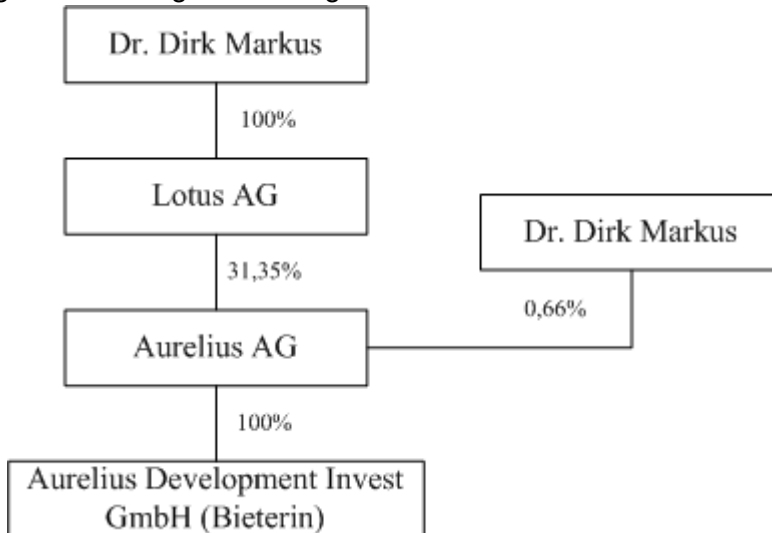 Dr. Dirk Markus
100%
Lotus AG
Dr. Dirk Markus
31,35%
0,66%
Aurelius AG
100%
Aurelius Development Invest
GmbH (Bieterin)